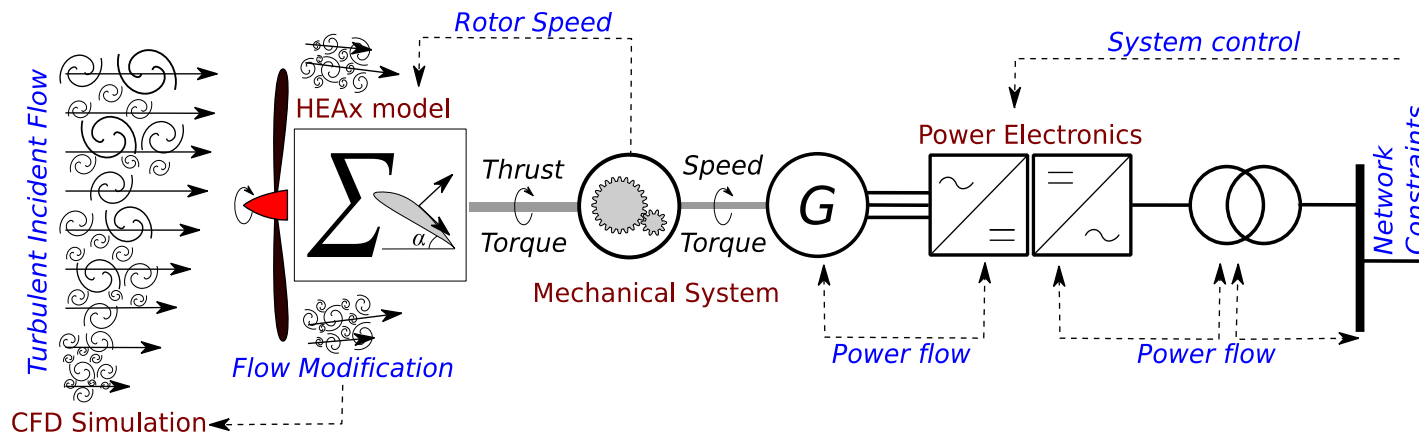 Turbulent Incident Flow
CFD Simulation
Rotor Speed
HEAx model
Σ
α
Flow Modification
Thrust
Torque
Mechanical System
Speed
Torque
G
Power Electronics
System control
Power flow
Power flow
Network
Constraints